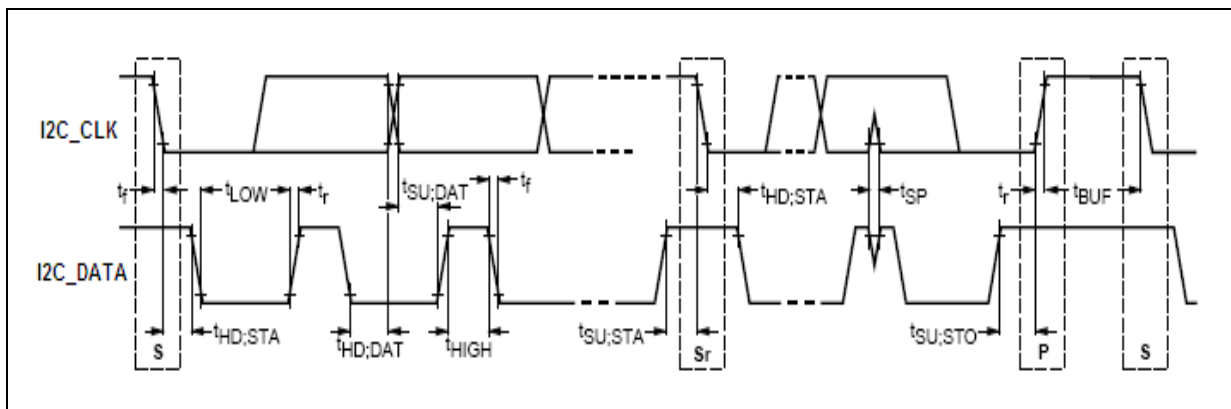 I2C_CLK
tf
tLOW
tr
tSU;DAT
tf
tHD;STA
tSP
tr
tBUF
I2C_DATA
tHD;STA
tHD;DAT
tHIGH
tSU;STA
tSU;STO
S
Sr
P
S